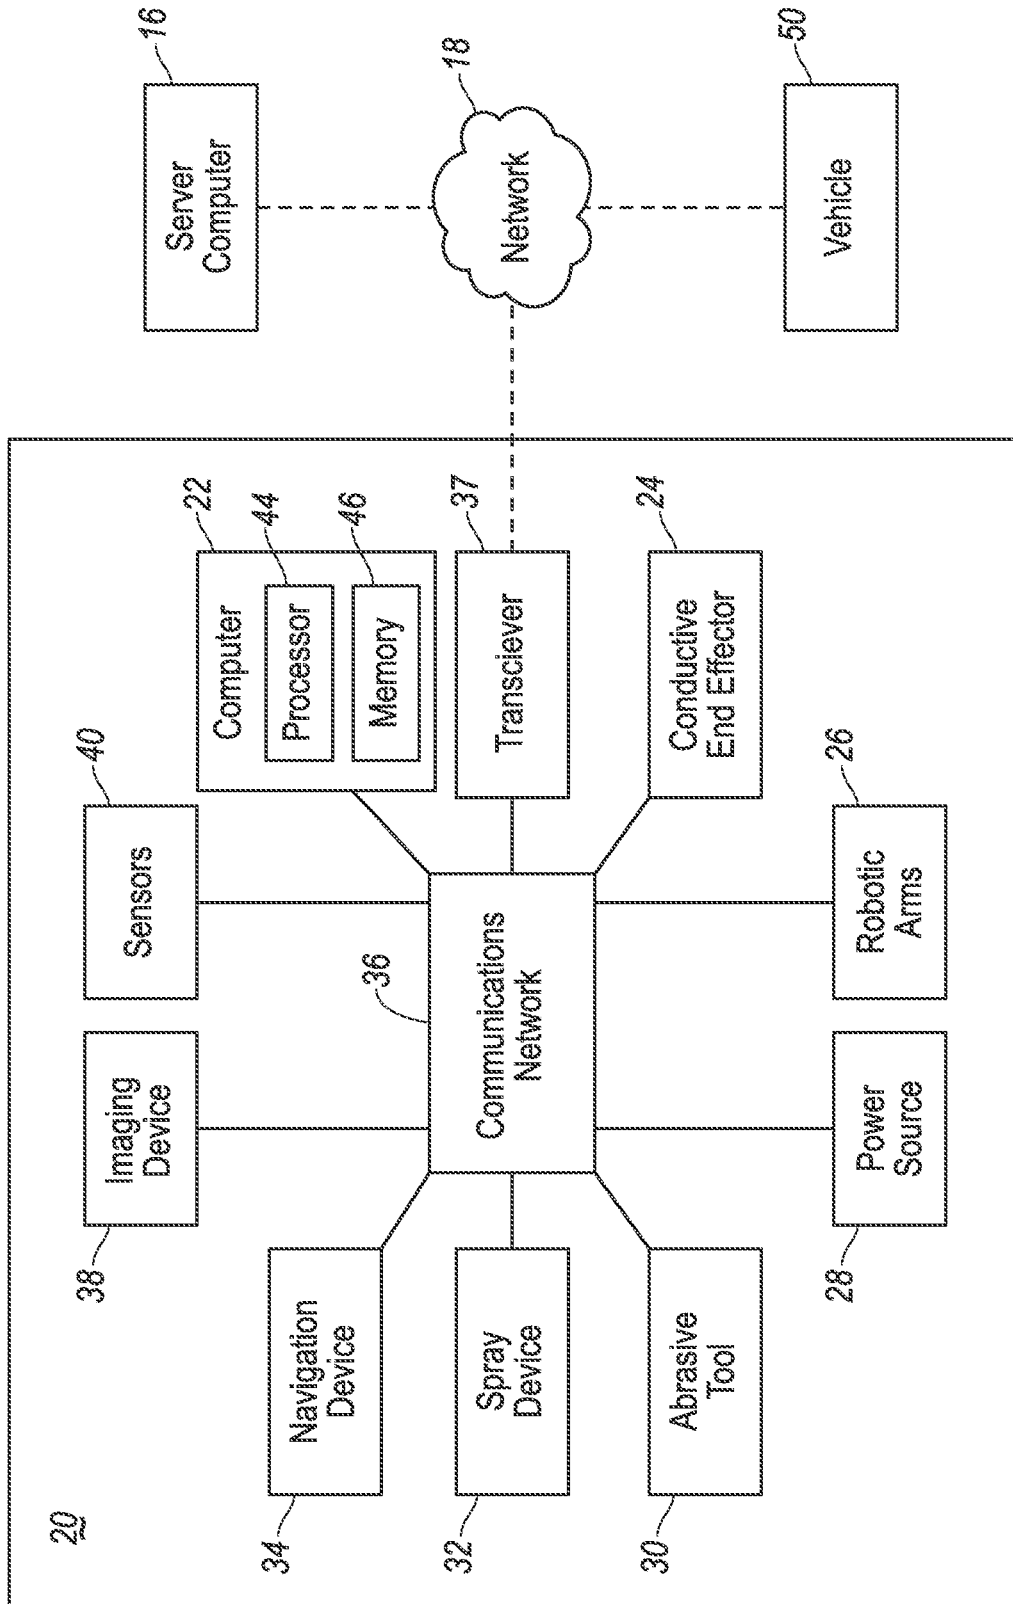 20
34
Navigation
Device
38
Imaging
Device
40
Sensors
22
Computer
44
Processor
46
Memory
16
Server
Computer
32
Spray
Device
36
Communications
Network
37
Transciever
18
Network
30
Abrasive
Tool
28
Power
Source
26
Robotic
Arms
24
Conductive
End Effector
50
Vehicle